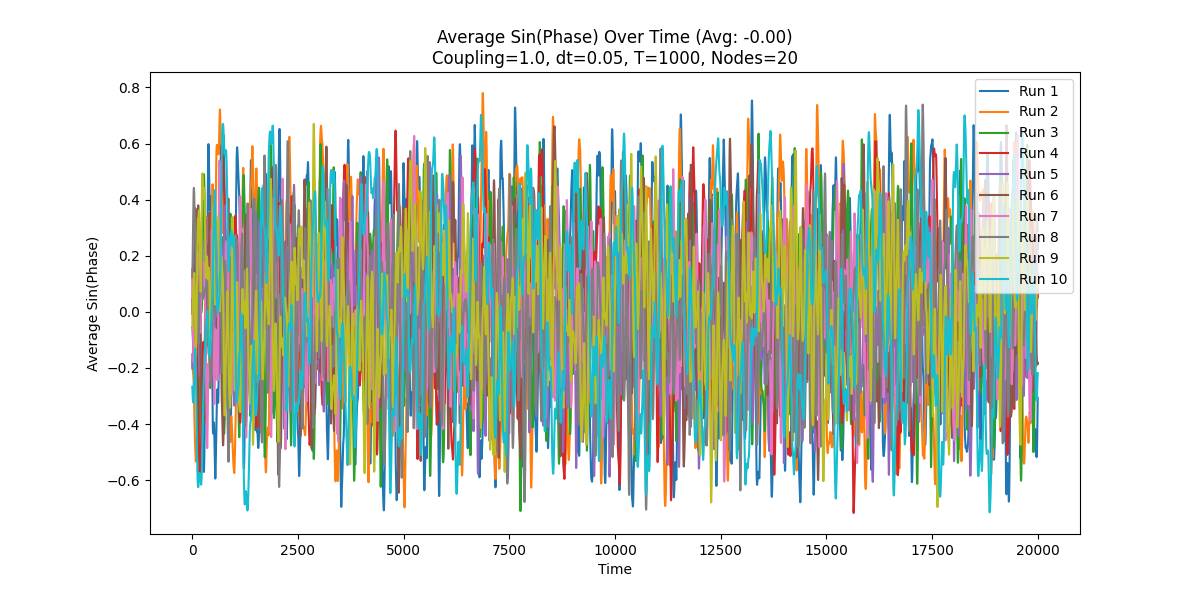 Average Sin(Phase) Over Time (Avg: -0.00)
Coupling=1.0, dt=0.05, T=1000, Nodes=20
Average Sin(Phase)
0.8
0.6
0.4
0.2
0.0
−0.2
−0.4
−0.6
Run 1
Run 2
Run 3
Run 4
Run 5
Run 6
Run 7
Run 8
Run 9
Run 10
0 2500 5000 7500 10000 12500 15000 17500 20000
Time